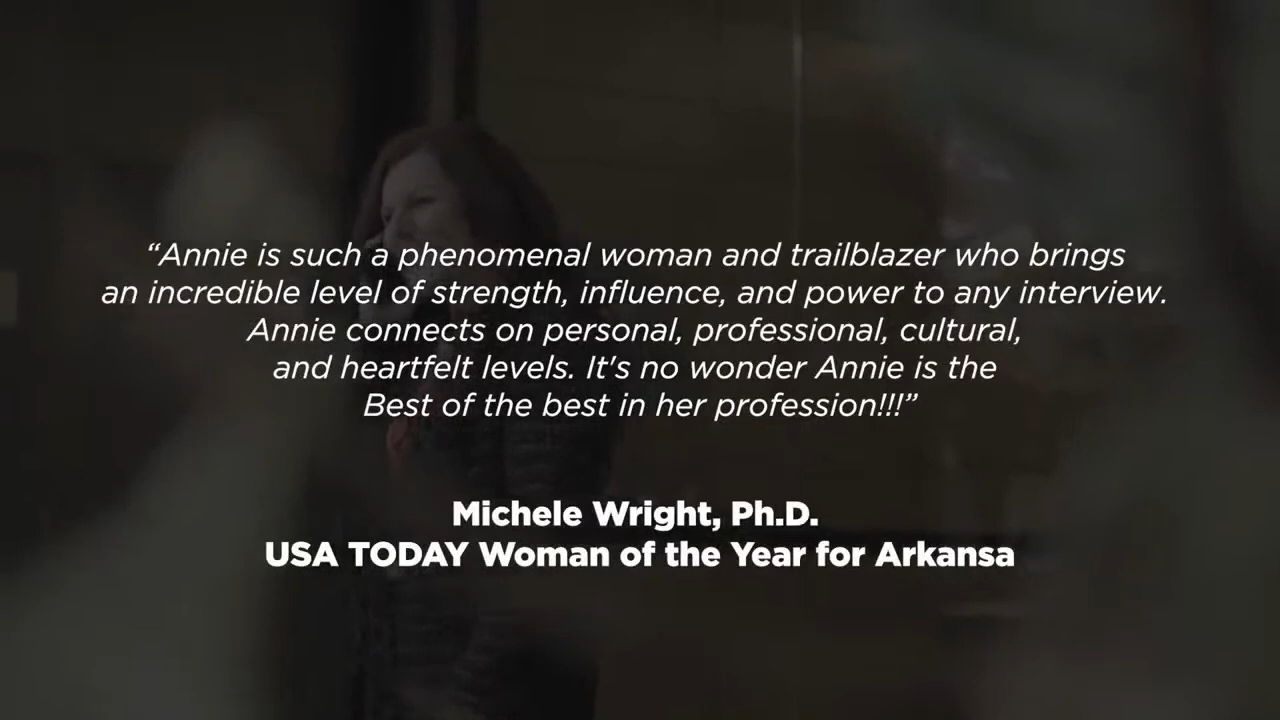 “Annie is such a phenomenal woman and trailblazer who brings
an incredible level of strength, influence, and power to any interview.
Annie connects on personal, professional, cultural,
and heartfelt levels. It's no wonder Annie is the
Best of the best in her profession!!!”
Michele Wright, Ph.D.
USA TODAY Woman of the Year for Arkansa